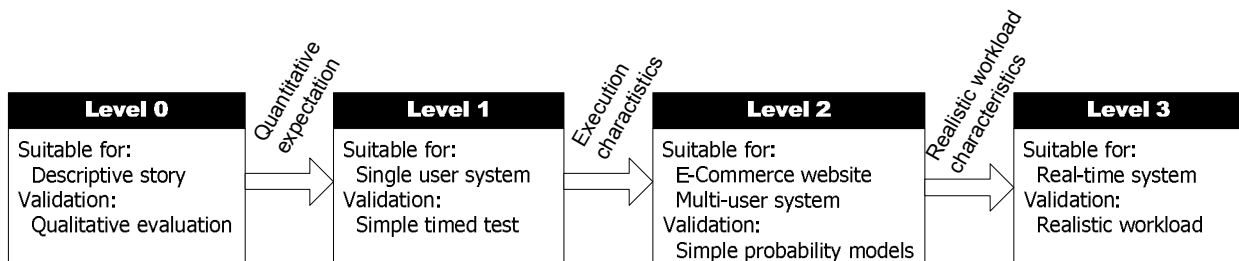 Level 0
Suitable for:
Descriptive story
Validation:
Qualitative evaluation
Quantitative
expectation
Level 1
Suitable for:
Single user system
Validation:
Simple timed test
Execution
charactistics
Level 2
Suitable for:
E-Commerce website
Multi-user system
Validation:
Simple probability models
Realistic workload
characteristics
Level 3
Suitable for:
Real-time system
Validation:
Realistic workload